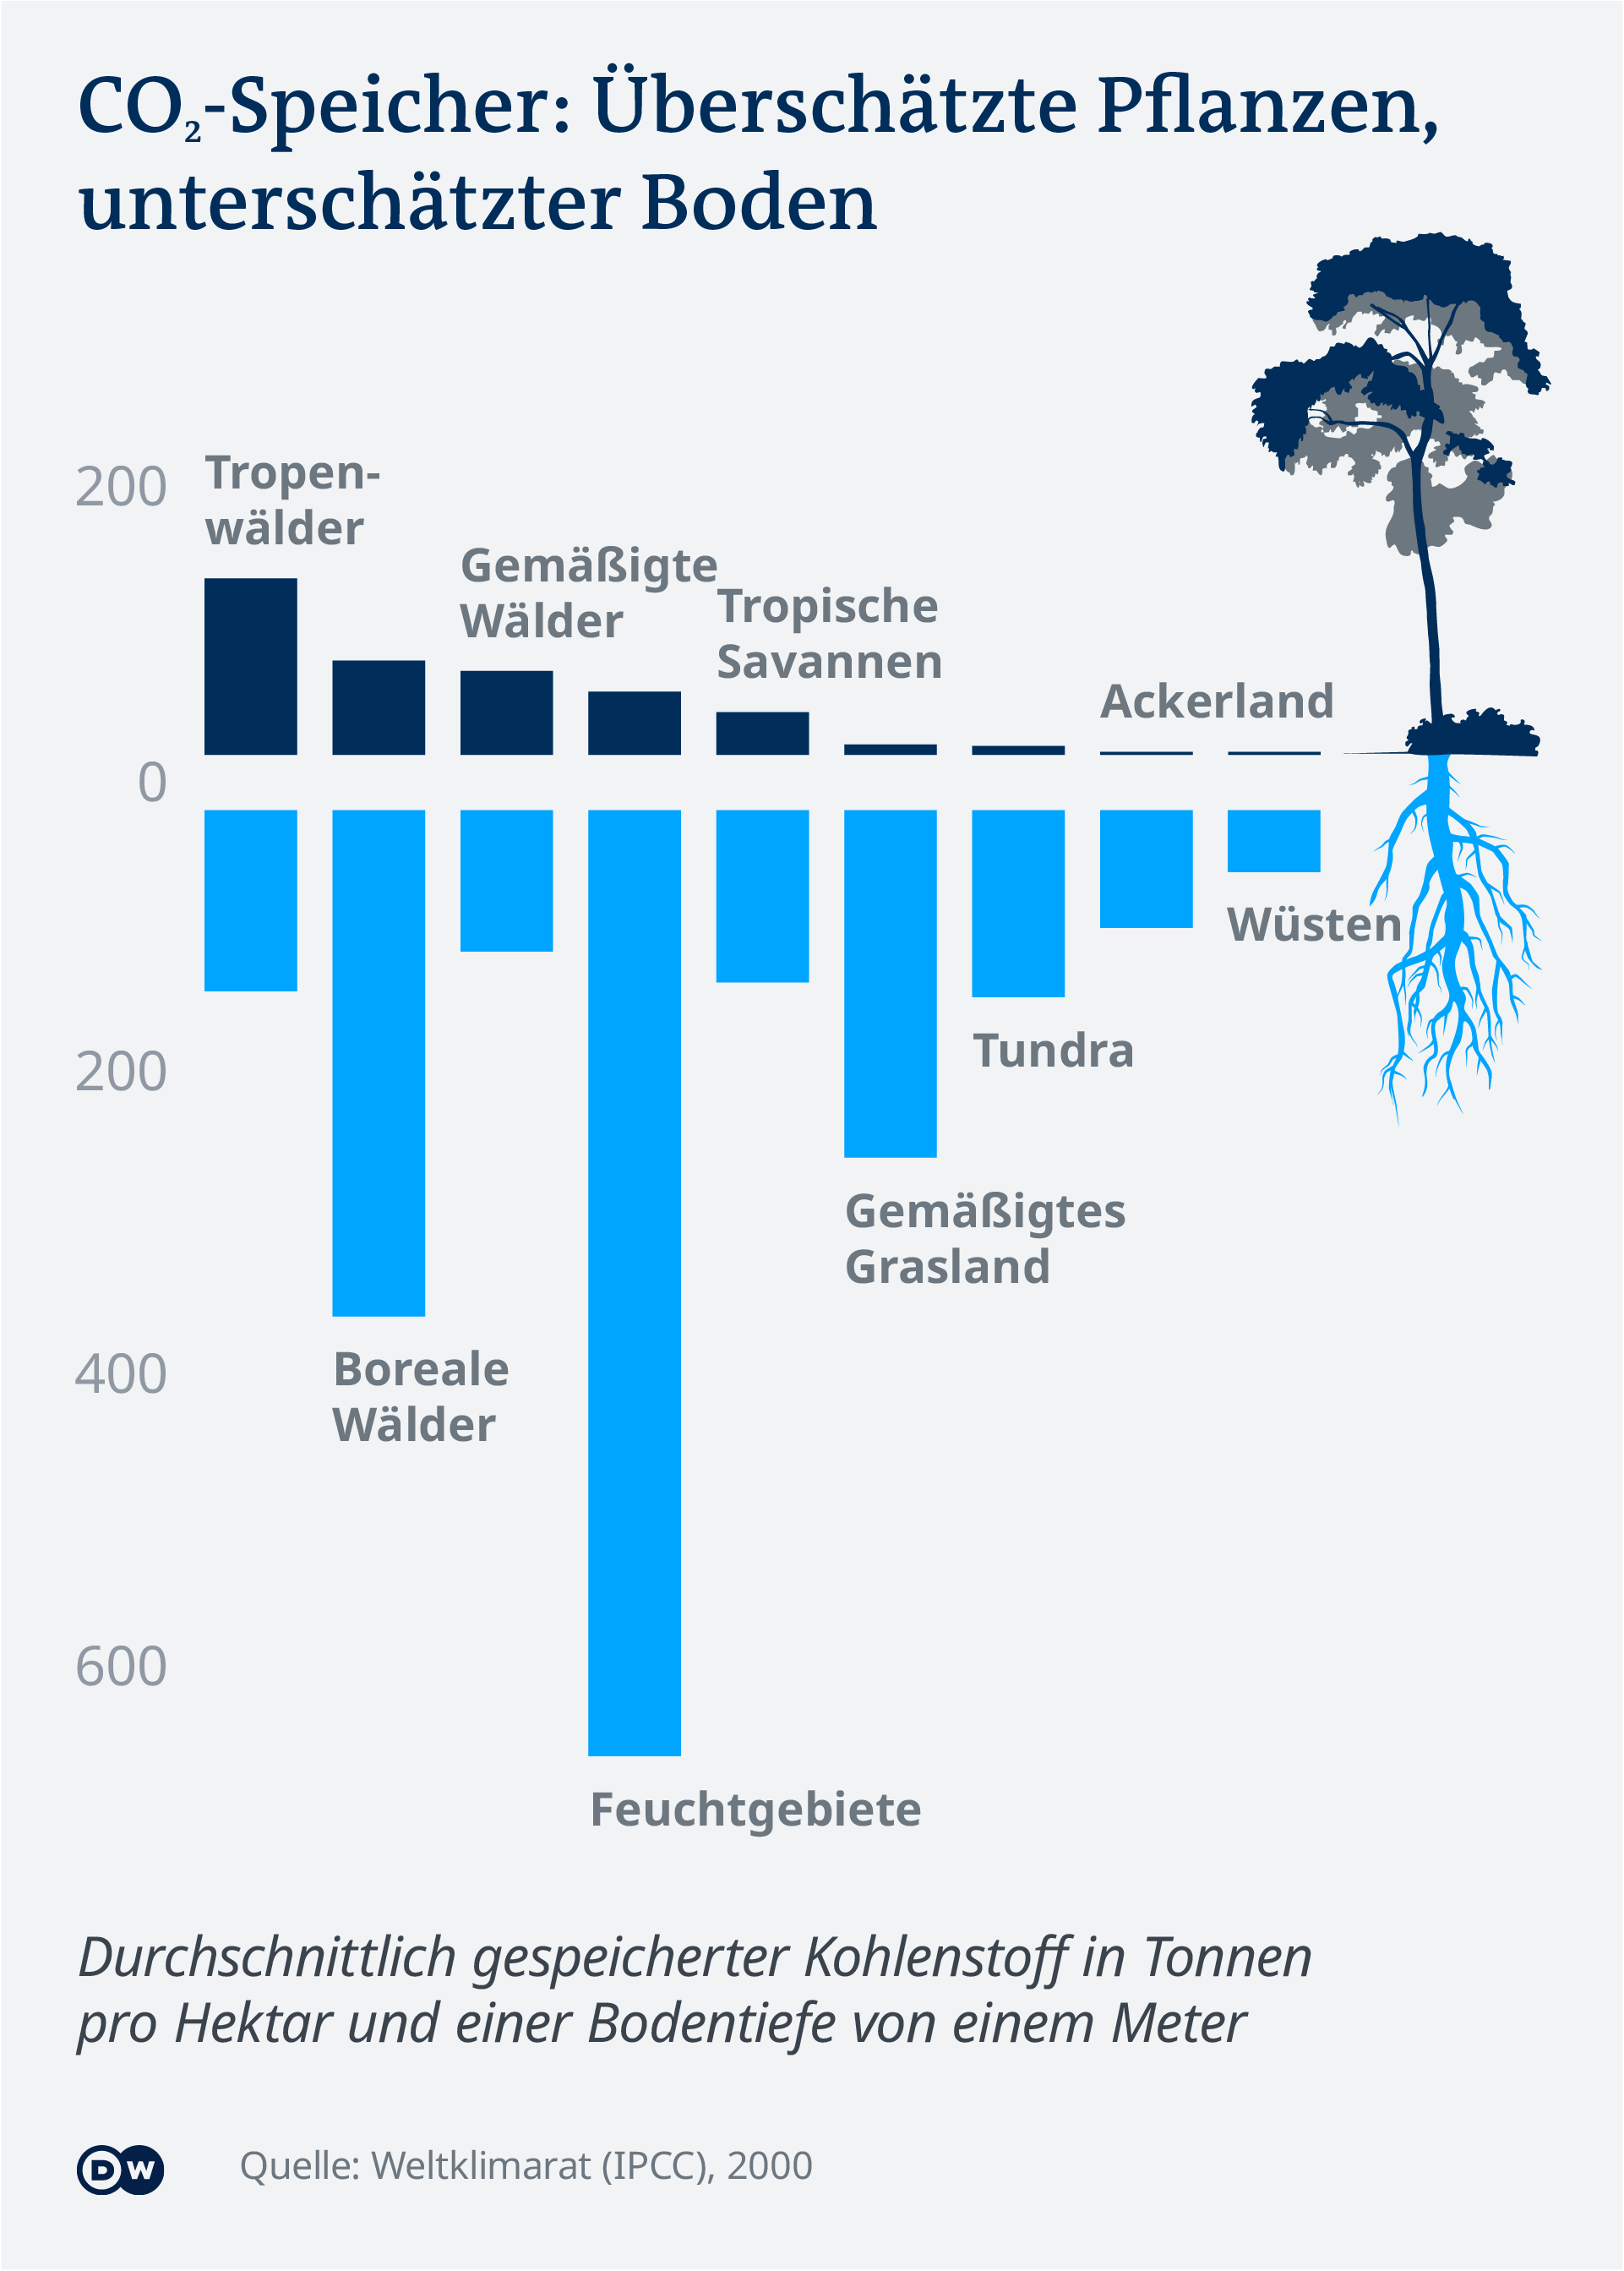 CO₂-Speicher: Überschätzte Pflanzen,
unterschätzter Boden
200
Tropen-
wälder
Gemäßigte
Wälder
Tropische
Savannen
Ackerland
0
Wüsten
200
Tundra
Gemäßigtes
Grasland
400
Boreale
Wälder
600
Feuchtgebiete
Durchschnittlich gespeicherter Kohlenstoff in Tonnen
pro Hektar und einer Bodentiefe von einem Meter
DW
Quelle: Weltklimarat (IPCC), 2000